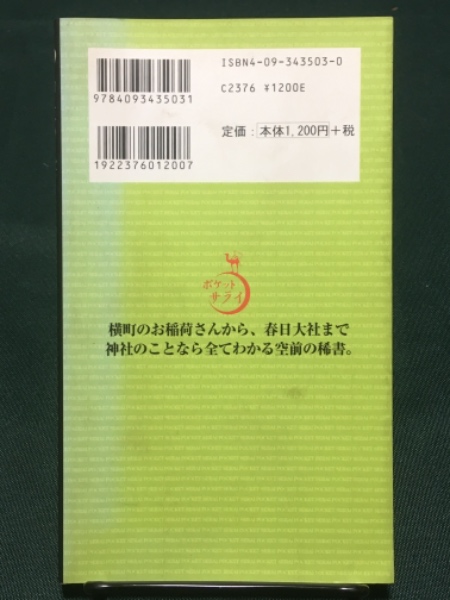 ISBN4-09-343503-0
C2376 ¥1200E
9784093435031
定価：本体1,200円＋税
1922376012007
ポケット
サライ
横町のお稲荷さんから、春日大社まで
神社のことなら全てわかる空前の稀書。